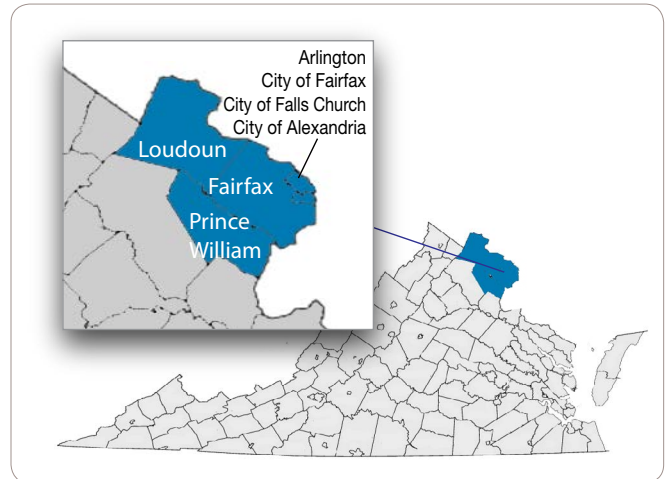 Arlington
City of Fairfax
City of Falls Church
City of Alexandria
Loudoun
Fairfax
Prince
William